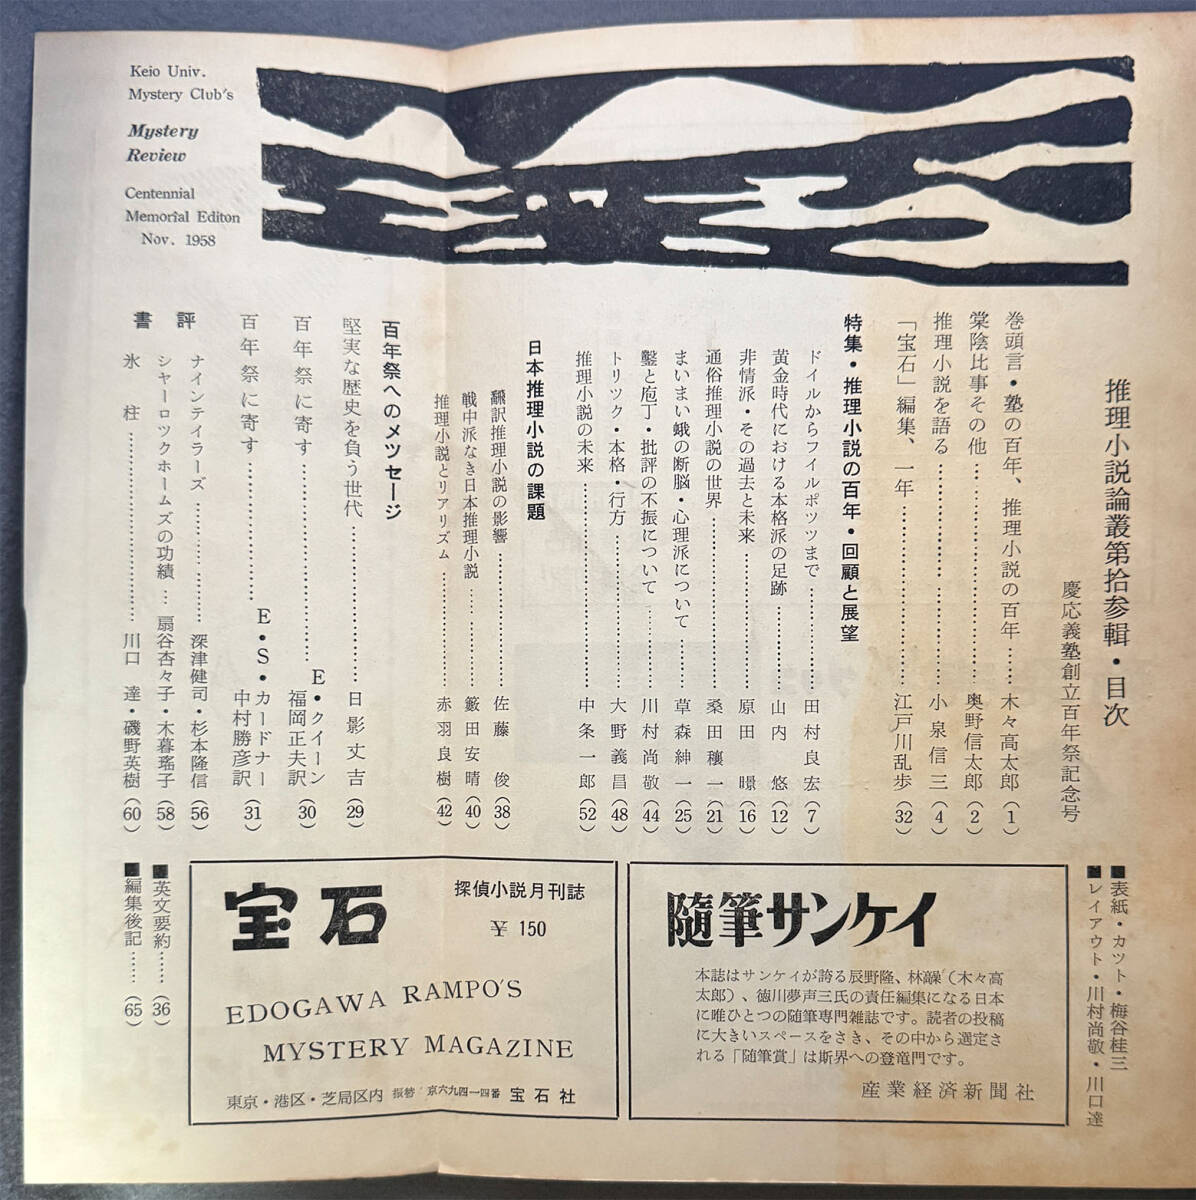 Keio Univ.
Mystery Club's
Mystery
Review
Centennial
Memorial Editon
Nov. 1958
推理小説論叢第拾参輯・目次
慶応義塾創立百年祭記念号
巻頭言・塾の百年、推理小説の百年……木々高太郎(1)
棠陰比事その他……………………奥野信太郎(2)
推理小説を語る……………………小泉信三(4)
「宝石」編集、一年…………………江戸川乱歩(32)
特集・推理小説の百年・回顧と展望
ドイルからフイルポツツまで…………田村良宏(7)
黄金時代における本格派の足跡………山内 悠(12)
非情派・その過去と未来……………原田 暻(16)
通俗推理小説の世界…………………桑田穰一(21)
まいまい蛾の断脳・心理派について……草森紳一(25)
鑿と庖丁・批評の不振について………川村尚敬(44)
トリツク・本格・行方………………大野義昌(48)
推理小説の未来……………………中条一郎(52)
日本推理小説の課題
飜訳推理小説の影響…………………佐藤 俊(38)
戦中派なき日本推理小説……………籔田安晴(40)
推理小説とリアリズム………………赤羽良樹(42)
百年祭へのメツセージ
堅実な歴史を負う世代………………日影丈吉(29)
百年祭に寄す…………………E・クイーン 福岡正夫訳(30)
百年祭に寄す……………E・S・カードナー 中村勝彦訳(31)
書評
ナインテイラーズ……………深津健司・杉本隆信(56)
シャーロツクホームズの功績…扇谷杏々子・木暮瑤子(58)
氷柱……………………川口 達・磯野英樹(60)
■表紙・カツト・梅谷桂三
■レイアウト・川村尚敬・川口達
■英文要約……(36)
■編集後記……(65)
隨筆サンケイ
本誌はサンケイが誇る辰野隆、林髞(木々高
太郎)、徳川夢声三氏の責任編集になる日本
に唯ひとつの随筆専門雑誌です。読者の投稿
に大きいスペースをさき、その中から選定さ
れる「随筆賞」は斯界への登竜門です。
産業経済新聞社
探偵小説月刊誌
宝石
¥ 150
EDOGAWA RAMPO'S
MYSTERY MAGAZINE
東京・港区・芝局区内 振替 京六九四一四番 宝石社